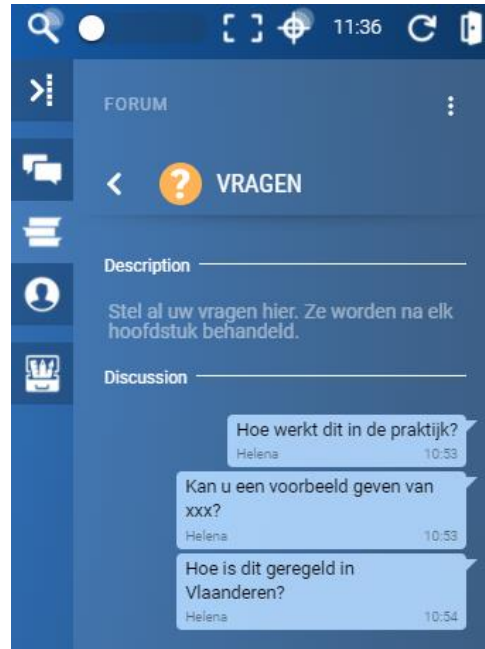 11:36
FORUM
VRAGEN
Description
Stel al uw vragen hier. Ze worden na elk
hoofdstuk behandeld.
Discussion
Hoe werkt dit in de praktijk?
Helena 10:53
Kan u een voorbeeld geven van
xxx?
Helena 10:53
Hoe is dit geregeld in
Vlaanderen?
Helena 10:54